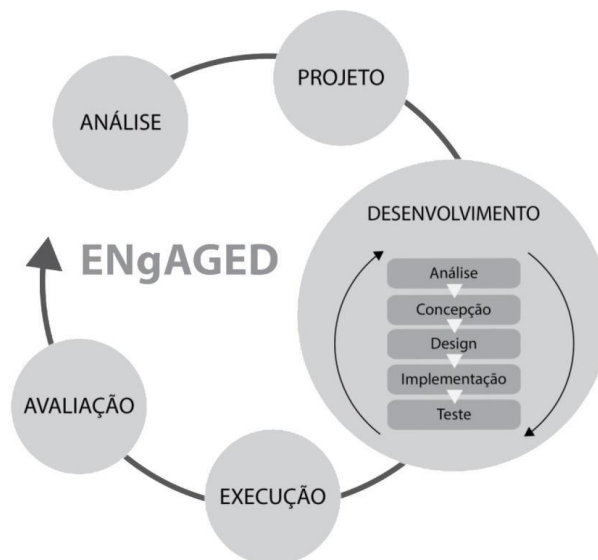 PROJETO
ANÁLISE
DESENVOLVIMENTO
ENgAGED
Análise
Concepção
Design
Implementação
Teste
AVALIAÇÃO
EXECUÇÃO